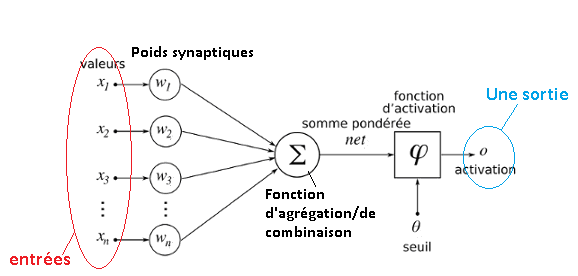 Poids synaptiques
valeurs
x1
w1
x2
w2
x3
w3
xn
wn
entrées
Σ
Fonction
d'agrégation/de
combinaison
somme pondérée
net
fonction
d'activation
φ
θ
seuil
Une sortie
o
activation